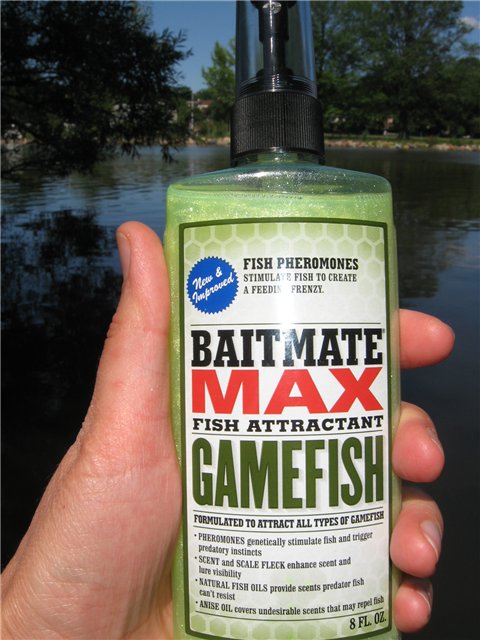 New &
Improved
FISH PHEROMONES
STIMULATE FISH TO CREATE
A FEEDING FRENZY.
BAITMATE®
MAX
FISH ATTRACTANT
GAMEFISH
FORMULATED TO ATTRACT ALL TYPES OF GAMEFISH
• PHEROMONES genetically stimulate fish and trigger
predatory instincts
• SCENT and SCALE FLECK enhance scent and
lure visibility
• NATURAL FISH OILS provide scents predator fish
can't resist
• ANISE OIL covers undesirable scents that may repel fish
8 FL. OZ.